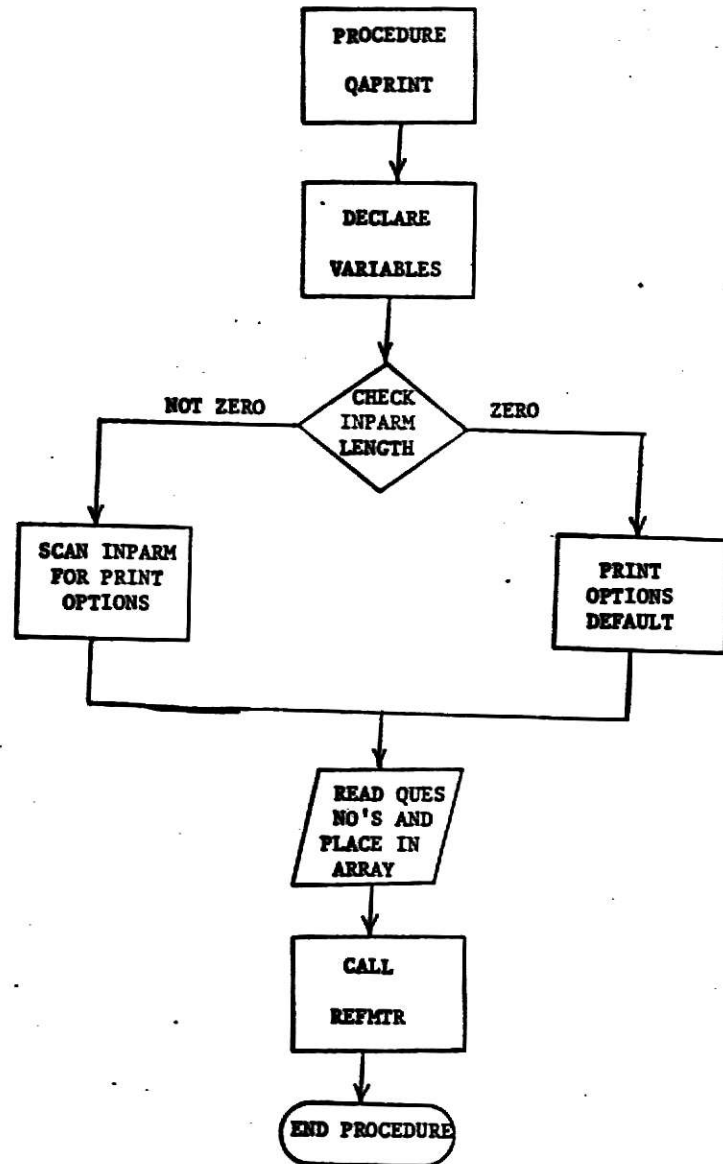 PROCEDURE
QAPRINT
DECLARE
VARIABLES
CHECK
INPARM
LENGTH
NOT ZERO
ZERO
SCAN INPARM
FOR PRINT
OPTIONS
PRINT
OPTIONS
DEFAULT
READ QUES
NO'S AND
PLACE IN
ARRAY
CALL
REFMTR
END PROCEDURE